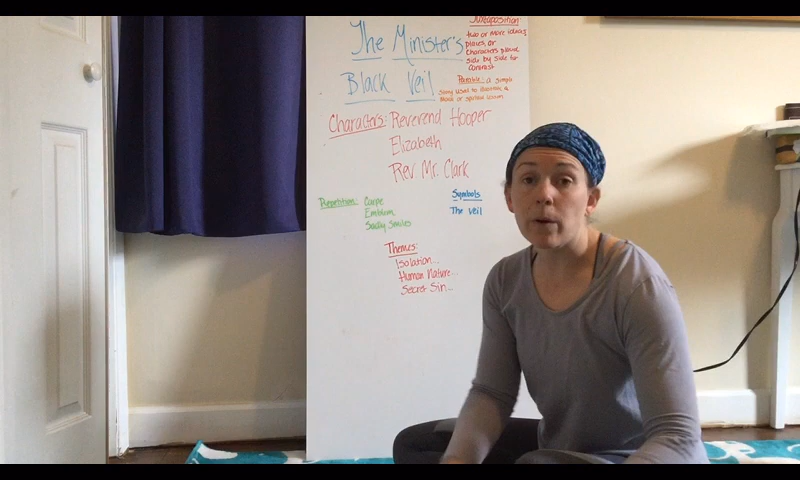 The Minister's
Black Veil
Juxtaposition:
two or more ideas,
places, or
characters placed
side by side for
contrast
Parable: a simple
story used to illustrate a
moral or spiritual lesson
Characters: Reverend Hooper
Elizabeth
Rev Mr. Clark
Repetition: Carpe
Emblem
Sadly Smiles
Symbols
The Veil
Themes:
Isolation...
Human Nature...
Secret Sin...